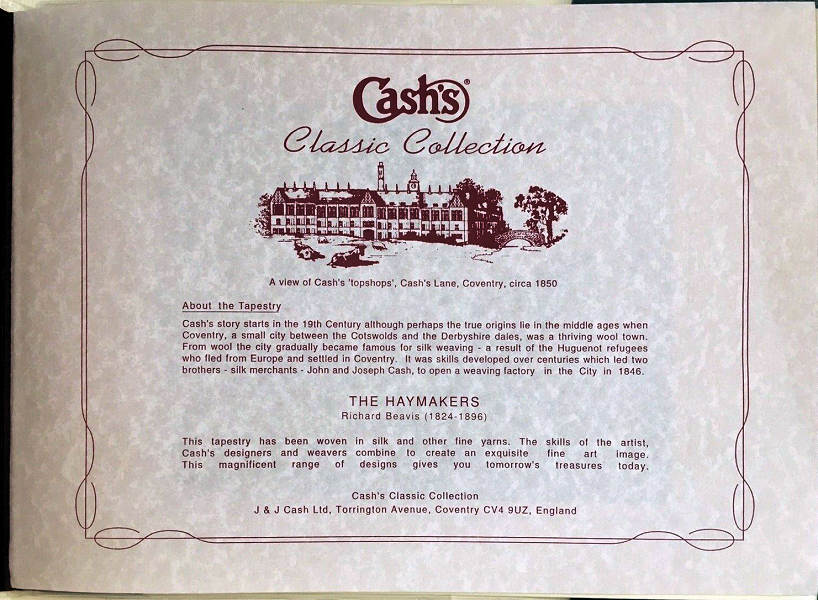 Cash's®
Classic Collection
A view of Cash's 'topshops', Cash's Lane, Coventry, circa 1850
About the Tapestry
Cash's story starts in the 19th Century although perhaps the true origins lie in the middle ages when
Coventry, a small city between the Cotswolds and the Derbyshire dales, was a thriving wool town.
From wool the city gradually became famous for silk weaving - a result of the Huguenot refugees
who fled from Europe and settled in Coventry. It was skills developed over centuries which led two
brothers - silk merchants - John and Joseph Cash, to open a weaving factory in the City in 1846.
THE HAYMAKERS
Richard Beavis (1824-1896)
This tapestry has been woven in silk and other fine yarns. The skills of the artist,
Cash's designers and weavers combine to create an exquisite fine art image.
This magnificent range of designs gives you tomorrow's treasures today.
Cash's Classic Collection
J & J Cash Ltd, Torrington Avenue, Coventry CV4 9UZ, England